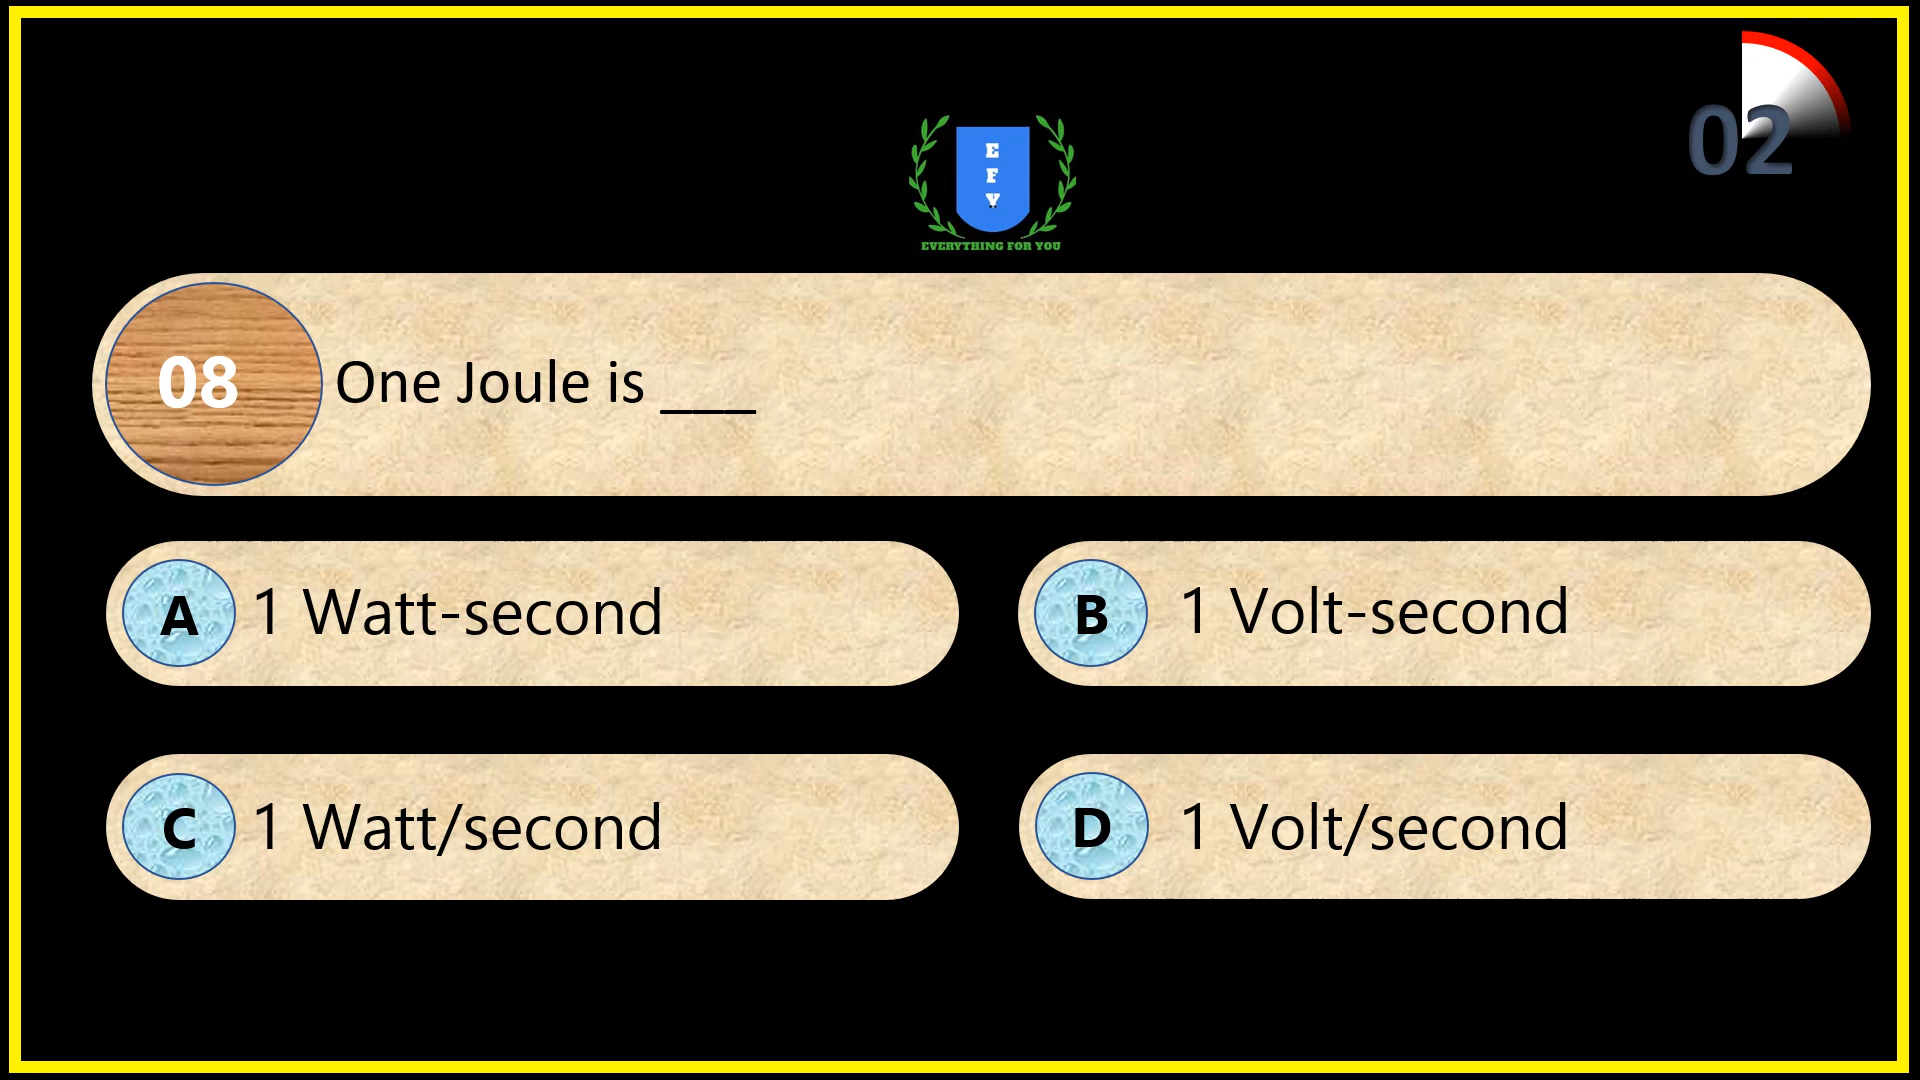 02
E
F
Y
EVERYTHING FOR YOU
08
One Joule is ___
A
1 Watt-second
B
1 Volt-second
C
1 Watt/second
D
1 Volt/second